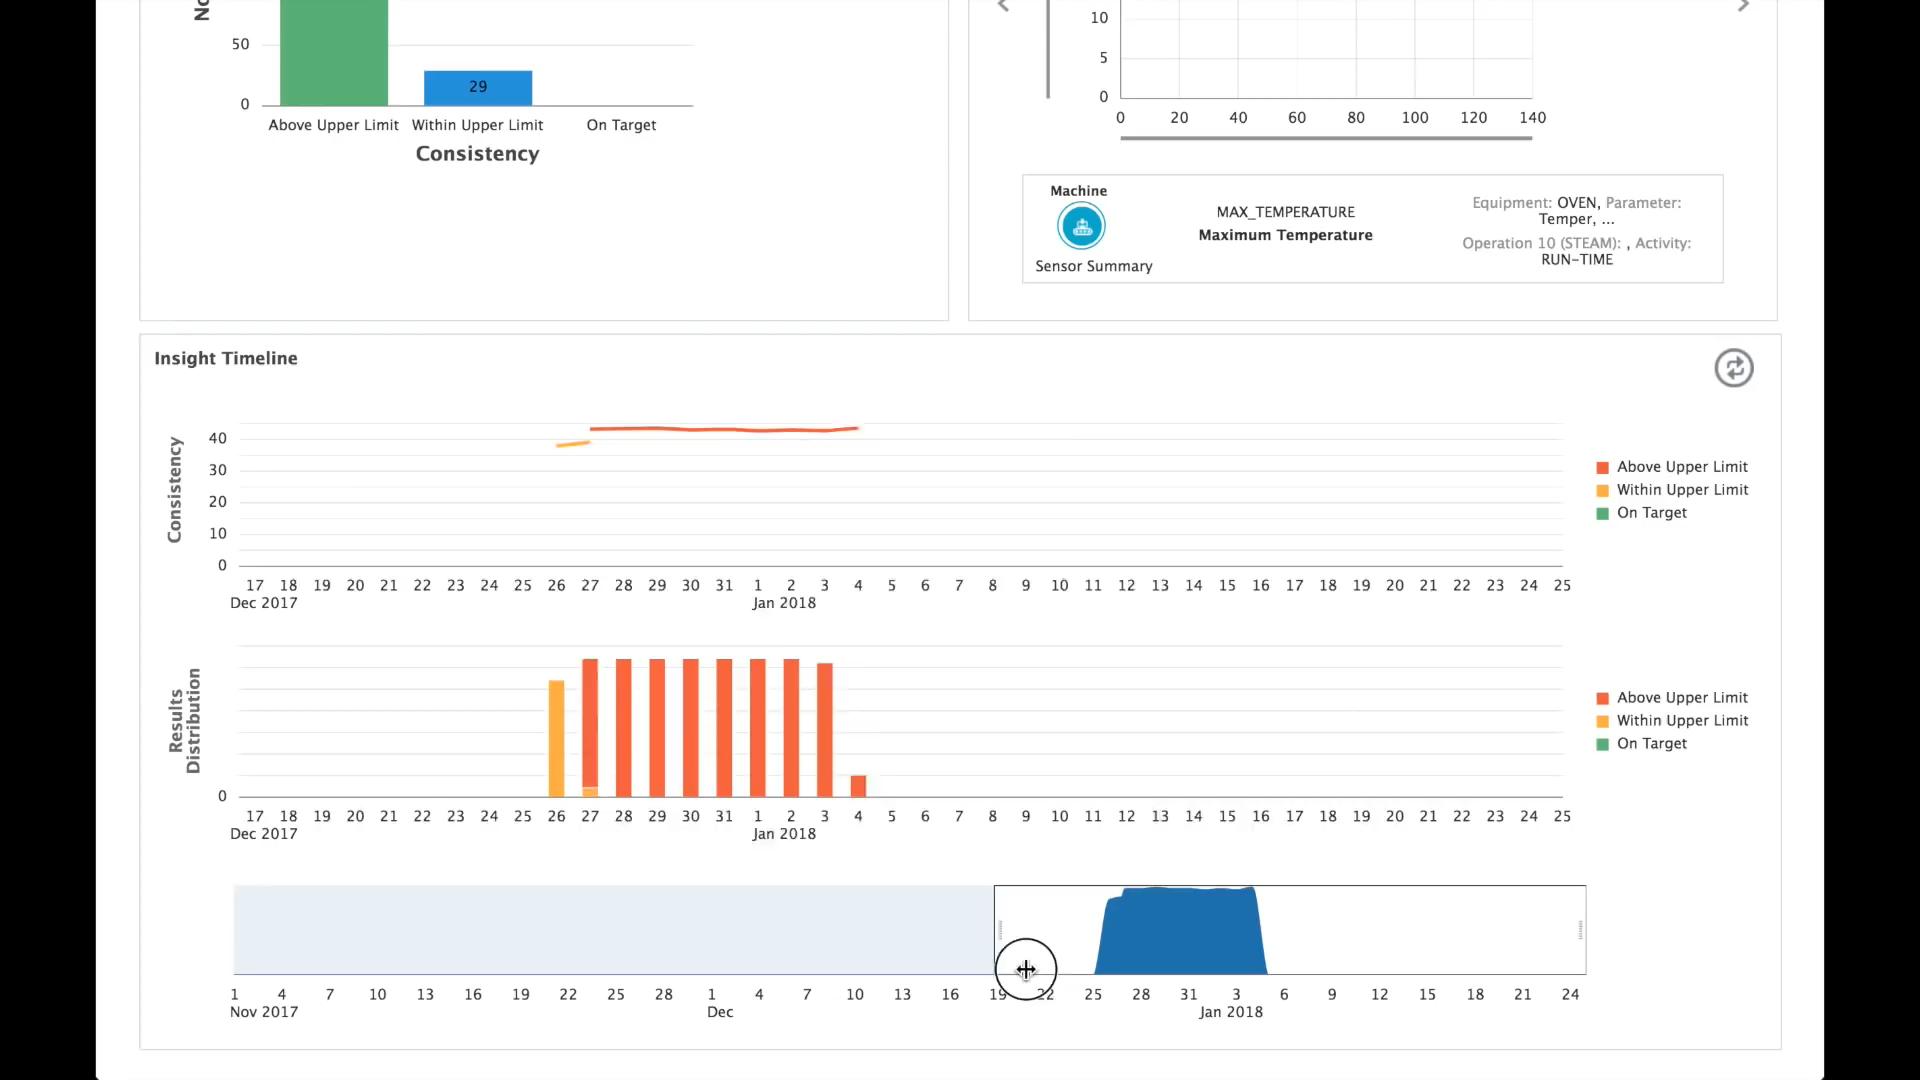 No
50
0
29
Above Upper Limit Within Upper Limit On Target
Consistency
10
5
0
0 20 40 60 80 100 120 140
Machine
Sensor Summary
MAX_TEMPERATURE
Maximum Temperature
Equipment: OVEN, Parameter:
Temper, ...
Operation 10 (STEAM): , Activity:
RUN-TIME
Insight Timeline
Consistency
40
30
20
10
0
17 18 19 20 21 22 23 24 25 26 27 28 29 30 31 1 2 3 4 5 6 7 8 9 10 11 12 13 14 15 16 17 18 19 20 21 22 23 24 25
Dec 2017 Jan 2018
Above Upper Limit
Within Upper Limit
On Target
Results
Distribution
0
17 18 19 20 21 22 23 24 25 26 27 28 29 30 31 1 2 3 4 5 6 7 8 9 10 11 12 13 14 15 16 17 18 19 20 21 22 23 24 25
Dec 2017 Jan 2018
Above Upper Limit
Within Upper Limit
On Target
1 4 7 10 13 16 19 22 25 28 1 4 7 10 13 16 19 22 25 28 31 3 6 9 12 15 18 21 24
Nov 2017 Dec Jan 2018